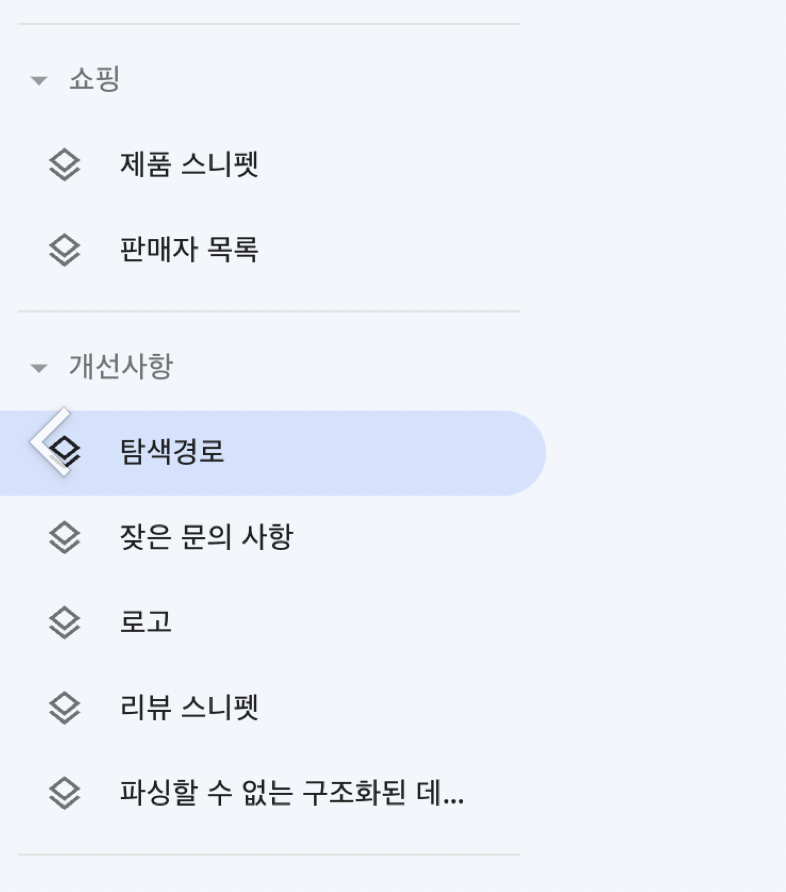 쇼핑
제품 스니펫
판매자 목록
개선사항
탐색경로
잦은 문의 사항
로고
리뷰 스니펫
파싱할 수 없는 구조화된 데...